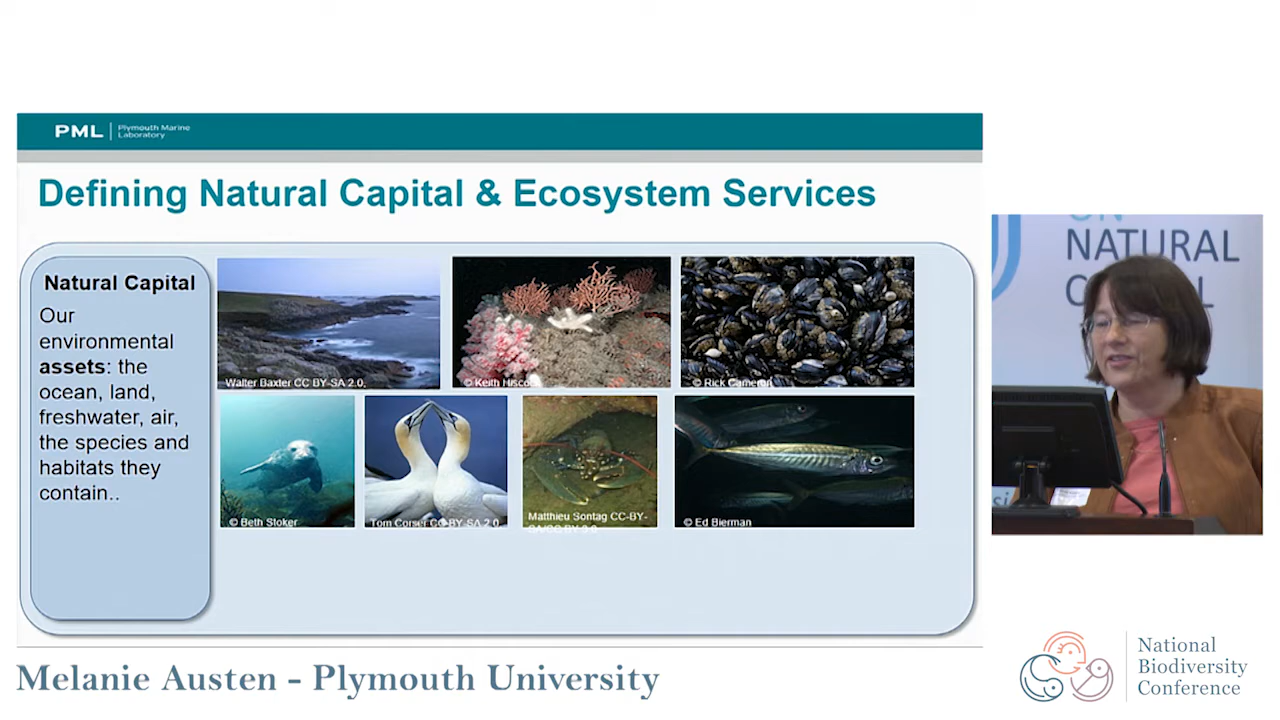 PML | Plymouth Marine
Laboratory
Defining Natural Capital & Ecosystem Services
Natural Capital
Our
environmental
assets: the
ocean, land,
freshwater, air,
the species and
habitats they
contain..
Walter Baxter CC BY-SA 2.0,
© Keith Hiscock
© Rick Cameron
© Beth Stoker
Tom Corser CC-BY-SA 2.0,
Matthieu Sontag CC-BY-
© Ed Bierman
ON
NATURAL
Melanie Austen - Plymouth University
National
Biodiversity
Conference